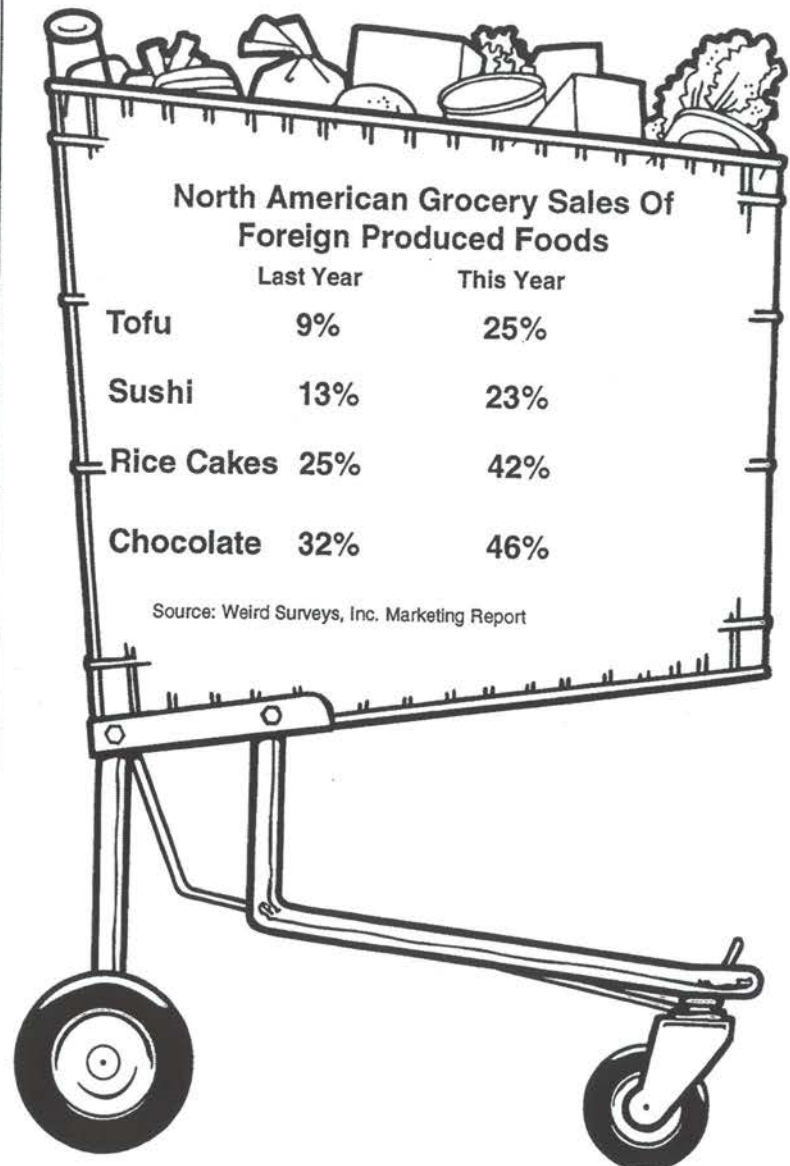 North American Grocery Sales Of
Foreign Produced Foods
Last Year This Year
Tofu 9% 25%
Sushi 13% 23%
Rice Cakes 25% 42%
Chocolate 32% 46%
Source: Weird Surveys, Inc. Marketing Report